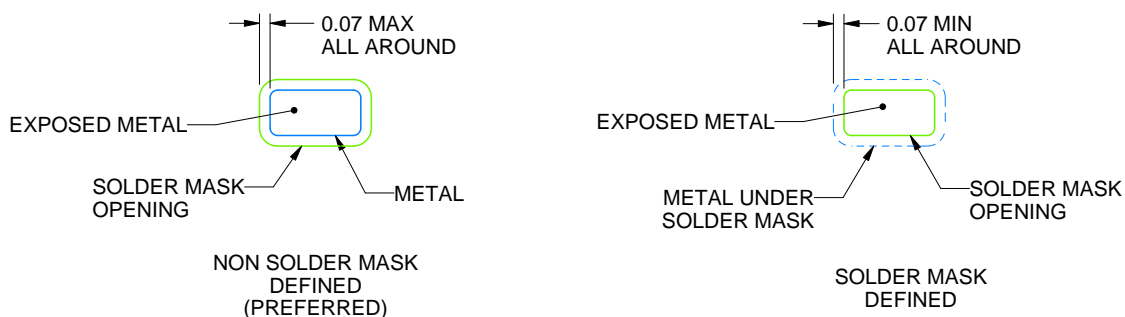 0.07 MAX
ALL AROUND
EXPOSED METAL
SOLDER MASK
OPENING
METAL
NON SOLDER MASK
DEFINED
(PREFERRED)
0.07 MIN
ALL AROUND
EXPOSED METAL
METAL UNDER
SOLDER MASK
SOLDER MASK
OPENING
SOLDER MASK
DEFINED